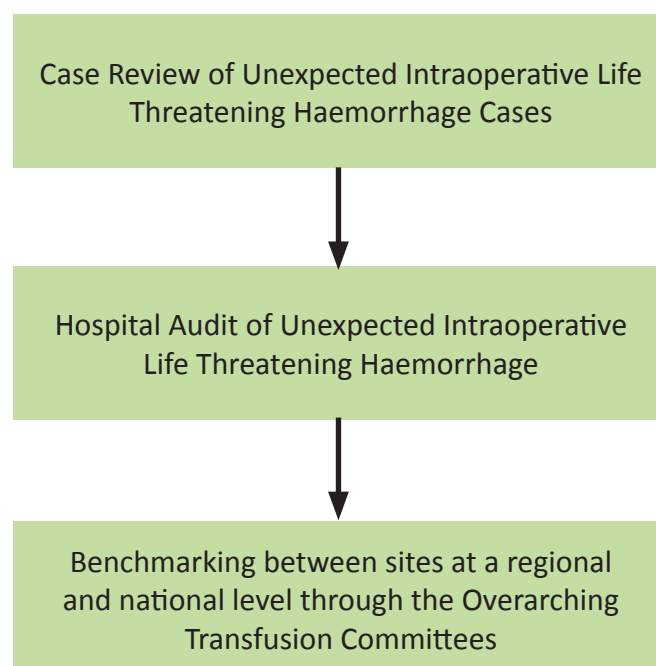 Case Review of Unexpected Intraoperative Life
Threatening Haemorrhage Cases
Hospital Audit of Unexpected Intraoperative
Life Threatening Haemorrhage
Benchmarking between sites at a regional
and national level through the Overarching
Transfusion Committees